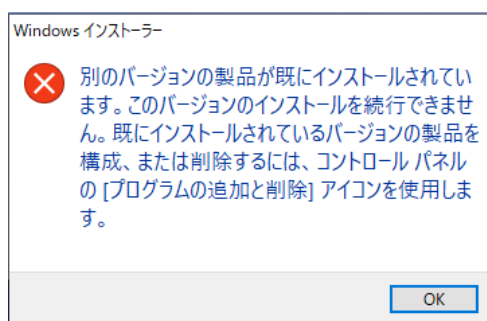 Windows インストーラー
別のバージョンの製品が既にインストールされてい
ます。このバージョンのインストールを続行できませ
ん。既にインストールされているバージョンの製品を
構成、または削除するには、コントロール パネル
の [プログラムの追加と削除] アイコンを使用しま
す。
OK